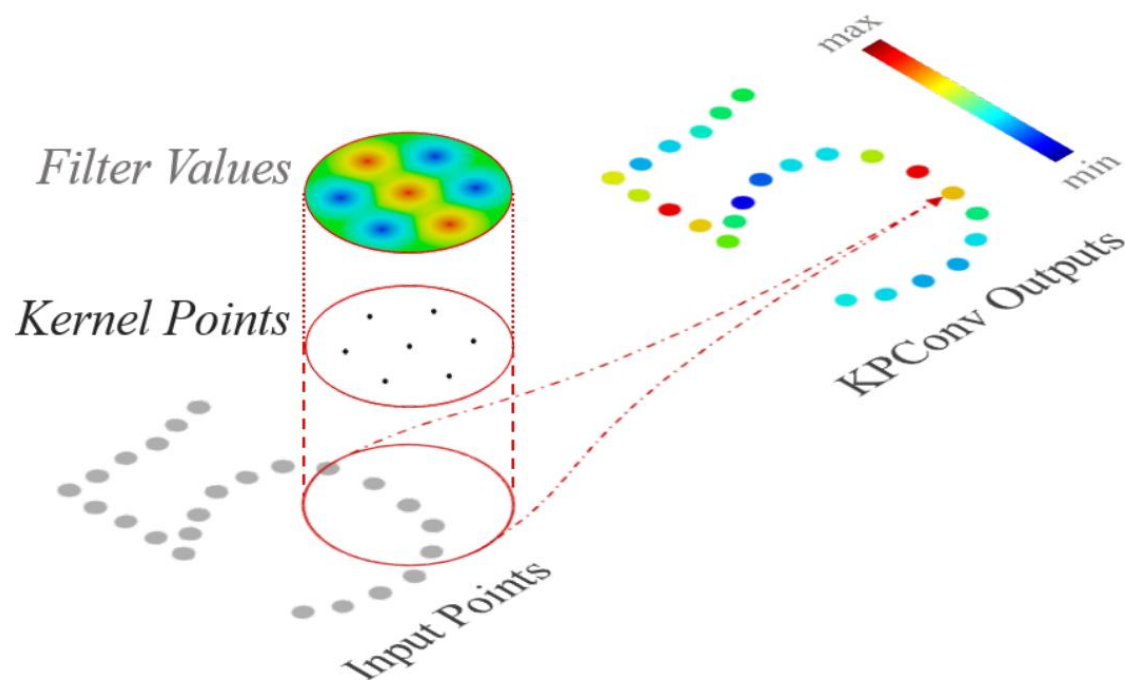 max
min
Filter Values
Kernel Points
KPConv Outputs
Input Points